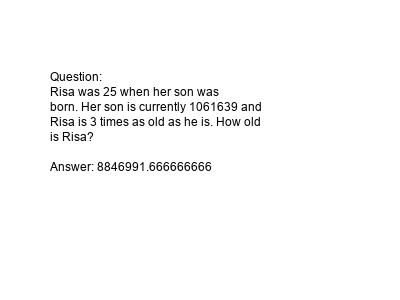 Question:
Risa was 25 when her son was
born. Her son is currently 1061639 and
Risa is 3 times as old as he is. How old
is Risa?
Answer: 8846991.666666666